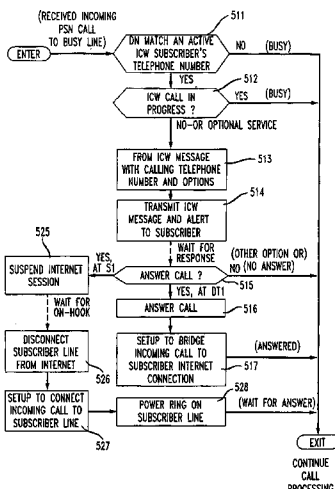 (RECEIVED INCOMING
PSN CALL
TO BUSY LINE)
ENTER
511
DN MATCH AN ACTIVE
ICW SUBSCRIBER'S
TELEPHONE NUMBER
NO
(BUSY)
YES
512
ICW CALL IN
PROGRESS ?
YES
(BUSY)
NO-OR OPTIONAL SERVICE
FROM ICW MESSAGE
WITH CALLING TELEPHONE
NUMBER AND OPTIONS
513
514
TRANSMIT ICW
MESSAGE AND ALERT
TO SUBSCRIBER
525
WAIT FOR
RESPONSE
YES,
AT S1
SUSPEND INTERNET
SESSION
ANSWER CALL ?
(OTHER OPTION OR)
NO (NO ANSWER)
515
WAIT FOR
ON-HOOK
YES, AT DT1
ANSWER CALL
516
DISCONNECT
SUBSCRIBER LINE
FROM INTERNET
526
SETUP TO BRIDGE
INCOMING CALL TO
SUBSCRIBER INTERNET
CONNECTION
517
(ANSWERED)
528
SETUP TO CONNECT
INCOMING CALL TO
SUBSCRIBER LINE
527
POWER RING ON
SUBSCRIBER LINE
(WAIT FOR ANSWER)
EXIT
CONTINUE
CALL
PROCESSING